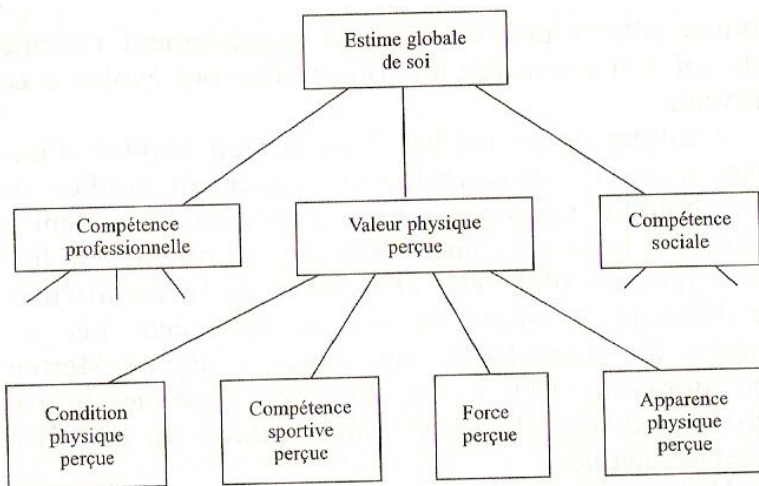 Estime globale
de soi
Compétence
professionnelle
Valeur physique
perçue
Compétence
sociale
Condition
physique
perçue
Compétence
sportive
perçue
Force
perçue
Apparence
physique
perçue